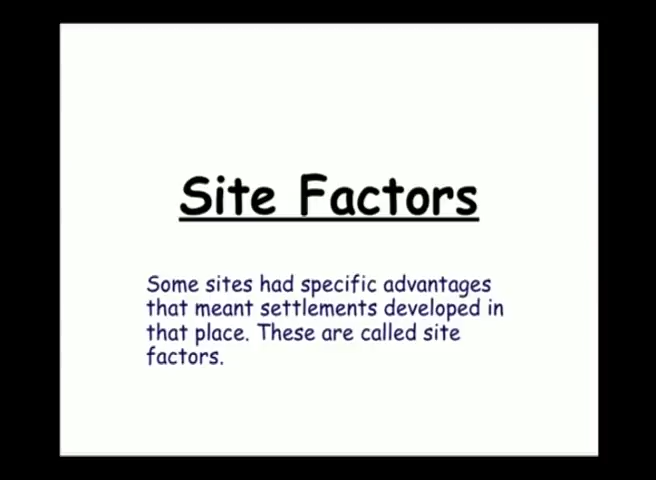 Site Factors
Some sites had specific advantages
that meant settlements developed in
that place. These are called site
factors.